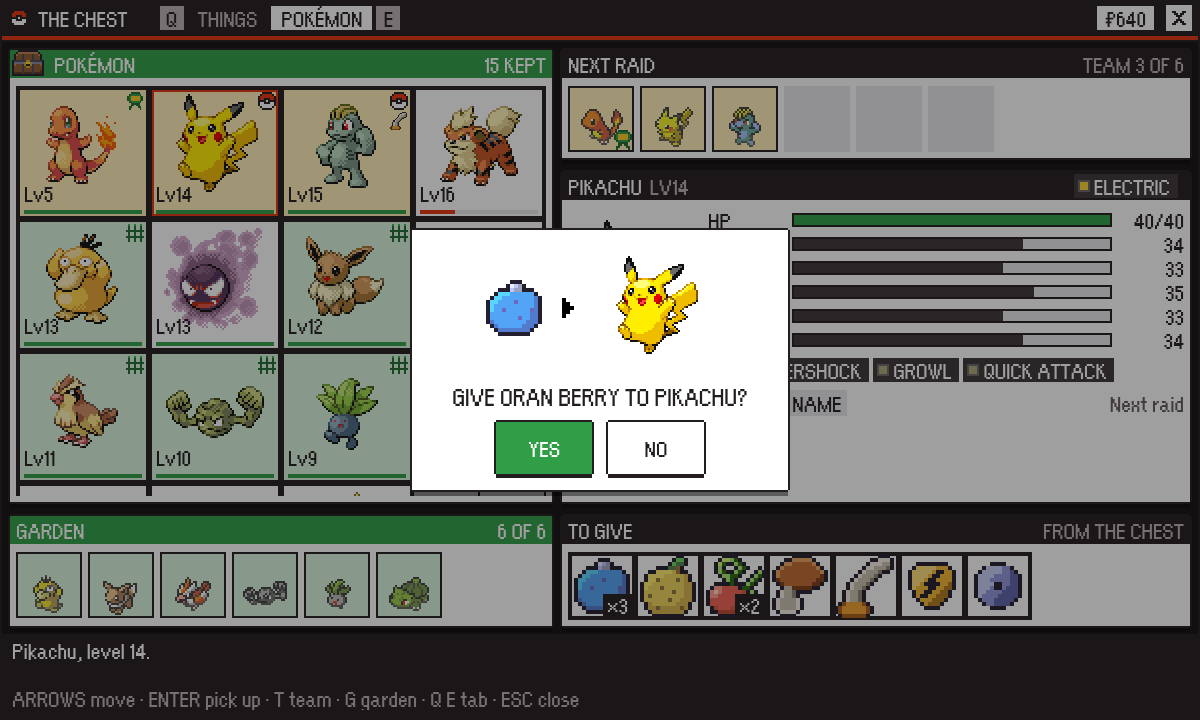 THE CHEST Q THINGS POKÉMON E ₽640 X
POKÉMON 15 KEPT
Lv5 Lv14 Lv15 Lv16
Lv13 Lv13 Lv12
Lv11 Lv10 Lv9
NEXT RAID TEAM 3 OF 6
PIKACHU LV14 ELECTRIC
HP 40/40
34
33
35
33
34
ERSHOCK GROWL QUICK ATTACK
NAME Next raid
GIVE ORAN BERRY TO PIKACHU?
YES NO
GARDEN 6 OF 6
TO GIVE FROM THE CHEST
×3 ×2
Pikachu, level 14.
ARROWS move · ENTER pick up · T team · G garden · Q E tab · ESC close